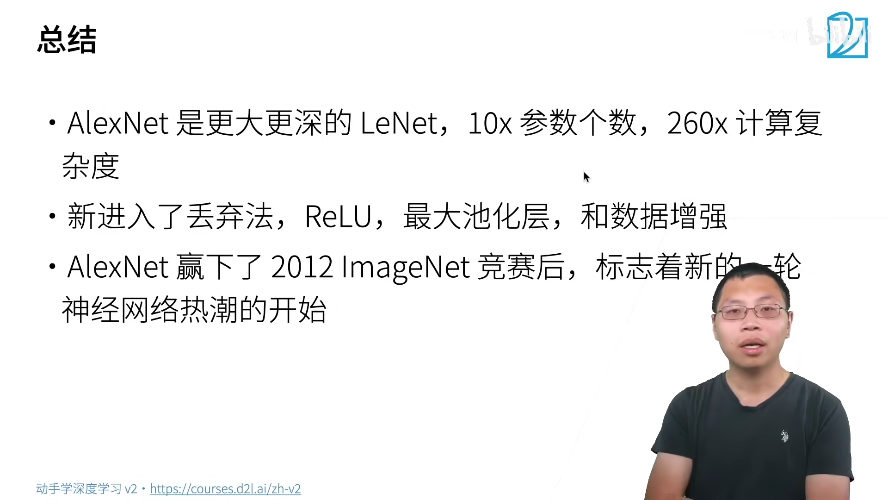 总结
• AlexNet 是更大更深的 LeNet，10x 参数个数，260x 计算复
杂度
• 新进入了丢弃法，ReLU，最大池化层，和数据增强
• AlexNet 赢下了 2012 ImageNet 竞赛后，标志着新的一轮
神经网络热潮的开始
动手学深度学习 v2 • https://courses.d2l.ai/zh-v2